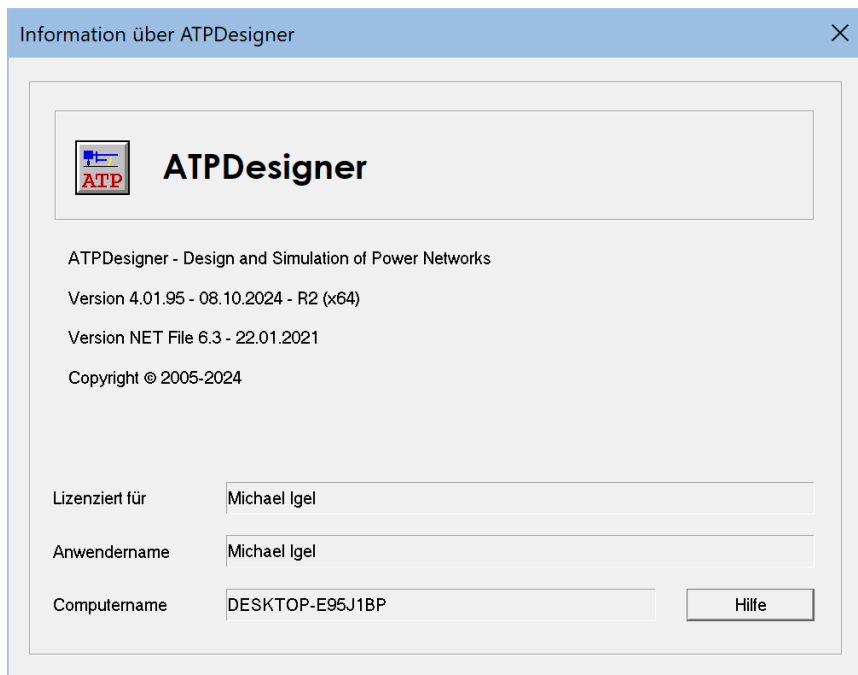 Information über ATPDesigner
ATP
ATPDesigner
ATPDesigner - Design and Simulation of Power Networks
Version 4.01.95 - 08.10.2024 - R2 (x64)
Version NET File 6.3 - 22.01.2021
Copyright © 2005-2024
Lizenziert für Michael Igel
Anwendername Michael Igel
Computername DESKTOP-E95J1BP Hilfe